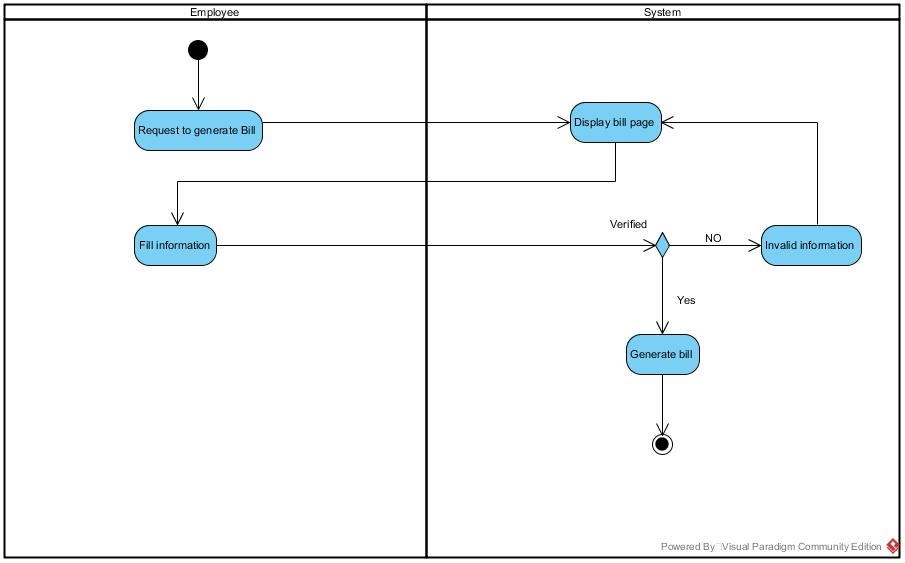 Employee
System
Request to generate Bill
Display bill page
Verified
Fill information
NO
Invalid information
Yes
Generate bill
Powered By Visual Paradigm Community Edition